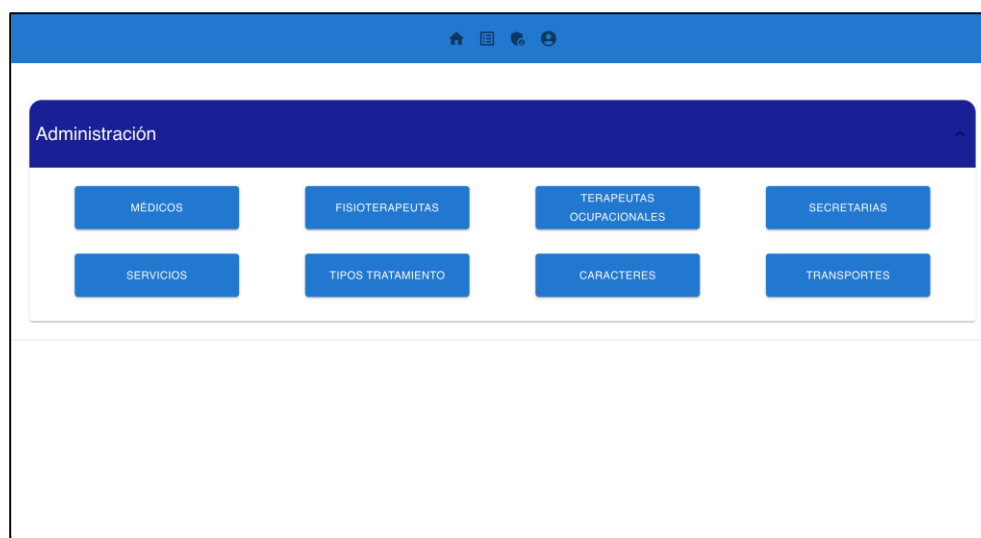 Administración
MÉDICOS
FISIOTERAPEUTAS
TERAPEUTAS
OCUPACIONALES
SECRETARIAS
SERVICIOS
TIPOS TRATAMIENTO
CARACTERES
TRANSPORTES